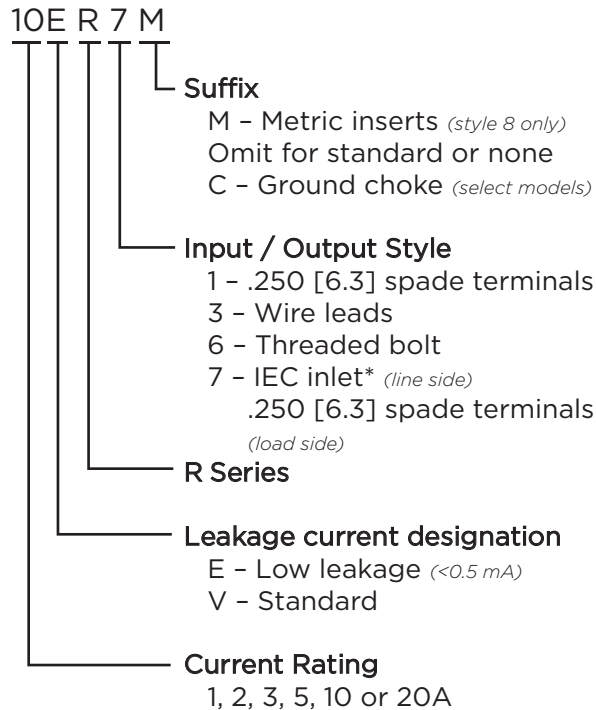 10E R 7 M
Suffix
M – Metric inserts (style 8 only)
Omit for standard or none
C – Ground choke (select models)
Input / Output Style
1 – .250 [6.3] spade terminals
3 – Wire leads
6 – Threaded bolt
7 – IEC inlet* (line side)
.250 [6.3] spade terminals
(load side)
R Series
Leakage current designation
E – Low leakage (<0.5 mA)
V – Standard
Current Rating
1, 2, 3, 5, 10 or 20A